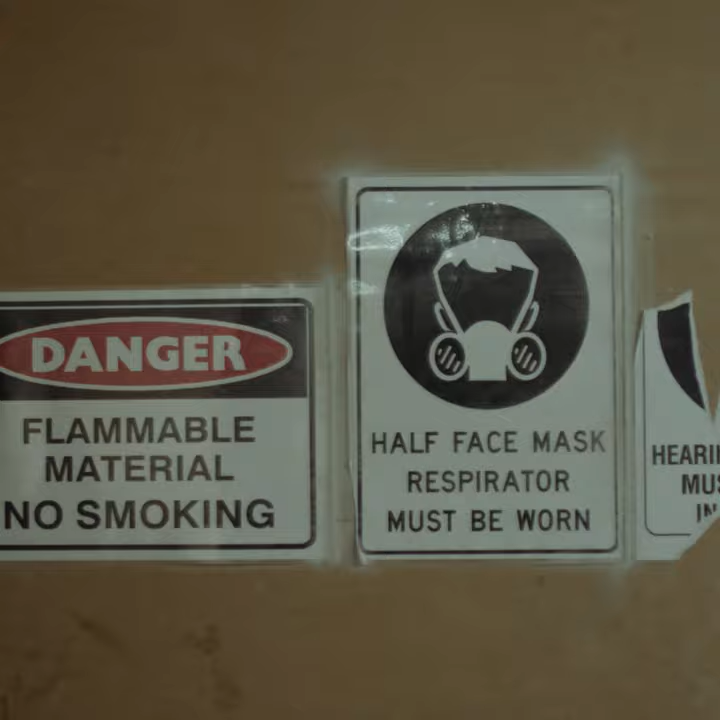 DANGER
FLAMMABLE
MATERIAL
NO SMOKING
HALF FACE MASK
RESPIRATOR
MUST BE WORN